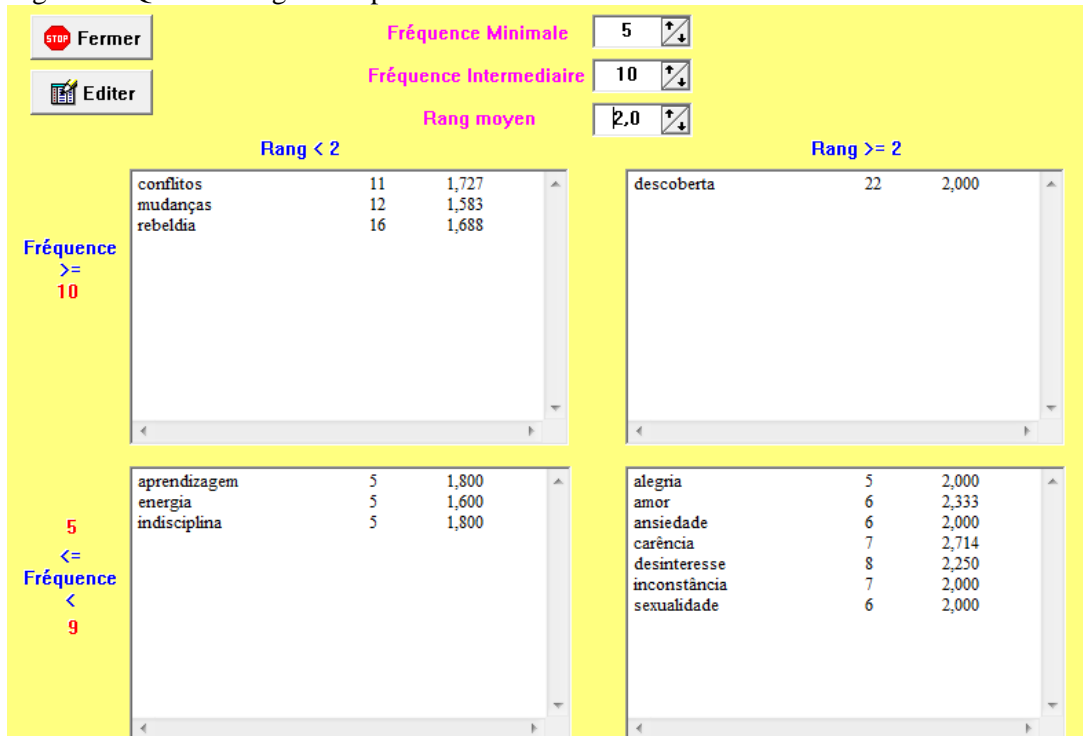 STOP Fermer
Fréquence Minimale 5
Editer
Fréquence Intermediaire 10
Rang moyen 2,0
Rang < 2
Rang >= 2
Fréquence
>=
10
conflitos 11 1,727
mudanças 12 1,583
rebeldia 16 1,688
descoberta 22 2,000
5
<=
Fréquence
<
9
aprendizagem 5 1,800
energia 5 1,600
indisciplina 5 1,800
alegria 5 2,000
amor 6 2,333
ansiedade 6 2,000
carência 7 2,714
desinteresse 8 2,250
inconstância 7 2,000
sexualidade 6 2,000